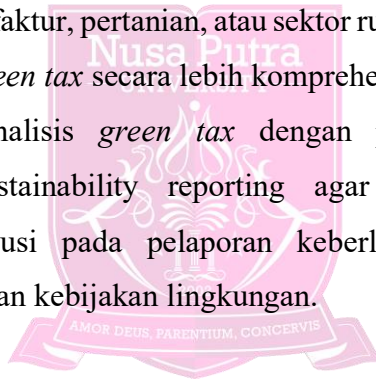 faktur, pertanian, atau sektor ru
een tax secara lebih komprehe
nalisis green tax dengan p
stainability reporting agar
usi pada pelaporan keberl
an kebijakan lingkungan.
Nusa Putra
UNIVERSITY
AMOR DEUS, PARENTIUM, CONCERVIS